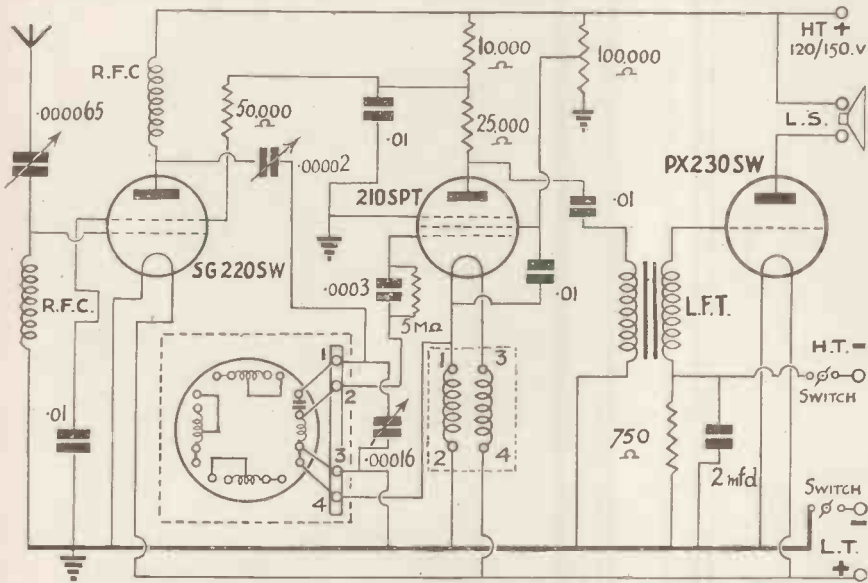 R.F.C
.000065
50,000
Ω
.00002
.01
10,000
Ω
25,000
Ω
100,000
Ω
HT +
120/150.V
L.S.
PX230SW
210SPT
SG220SW
.01
.01
.0003
5MΩ
R.F.C.
L.F.T.
H.T.-
SWITCH
1
2
3
4
.00016
1
3
2
4
750
Ω
2 mfd
.01
SWITCH
-
L.T.
+